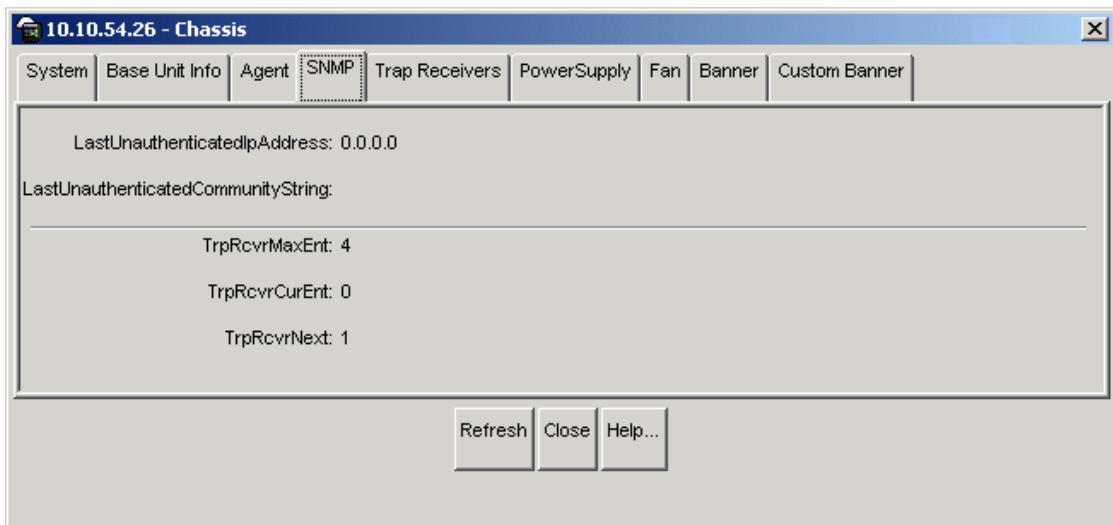 10.10.54.26 - Chassis
System Base Unit Info Agent SNMP Trap Receivers PowerSupply Fan Banner Custom Banner
LastUnauthenticatedIpAddress: 0.0.0.0
LastUnauthenticatedCommunityString:
TrpRcvrMaxEnt: 4
TrpRcvrCurEnt: 0
TrpRcvrNext: 1
Refresh Close Help...